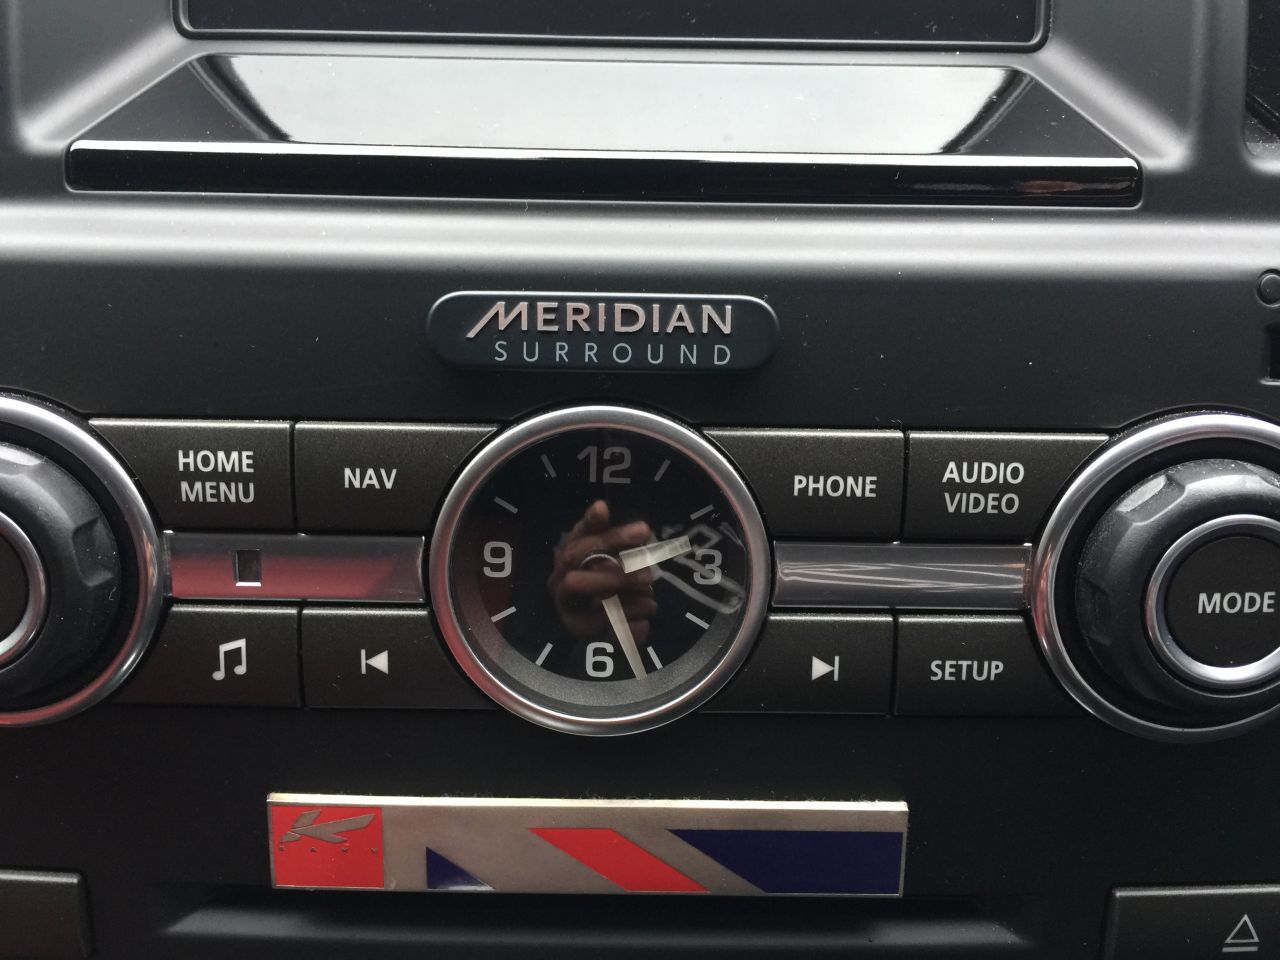 MERIDIAN
SURROUND
HOME
MENU
NAV
12
PHONE
AUDIO
VIDEO
9
3
MODE
6
SETUP